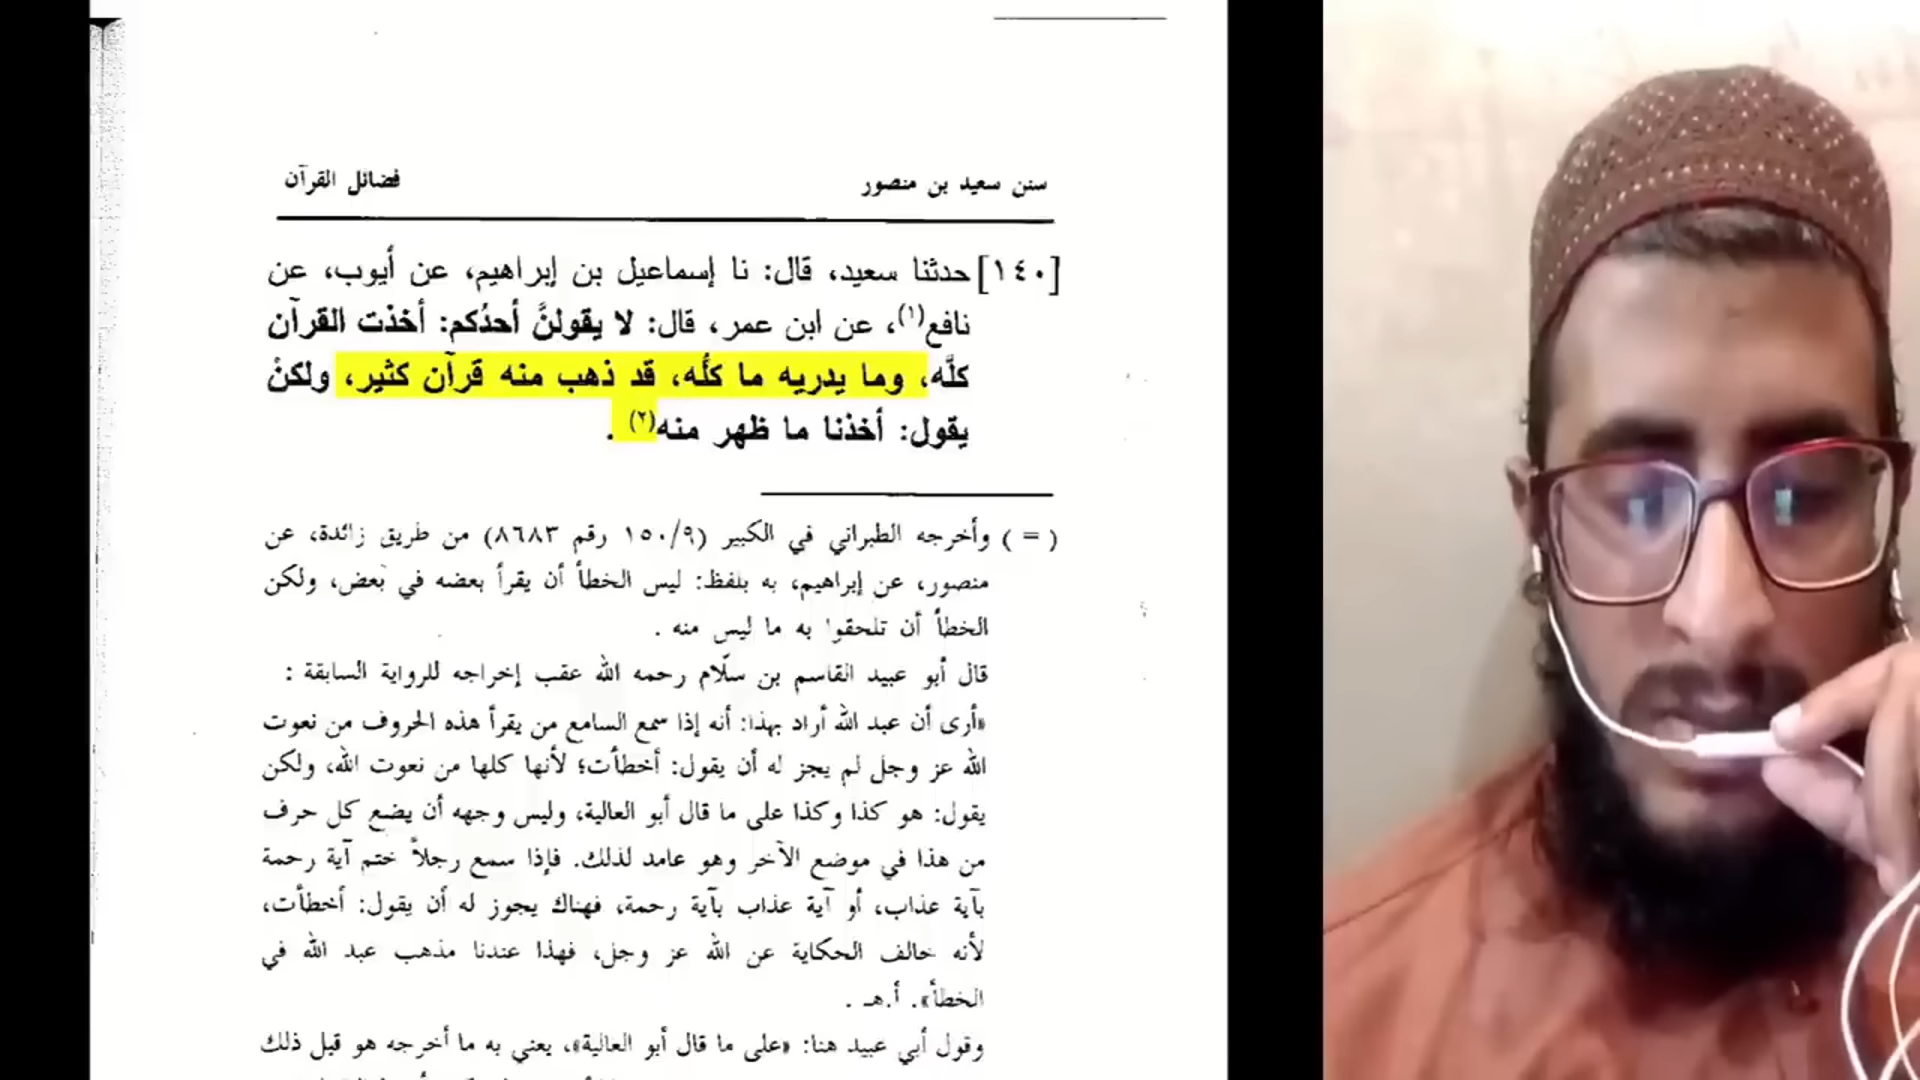 سنن سعيد بن منصور
فضائل القرآن
[١٤٠] حدثنا سعيد، قال: نا إسماعيل بن إبراهيم، عن أيوب، عن
نافع(١)، عن ابن عمر، قال: لا يقولنَّ أحدُكم: أخذت القرآن
كلَّه، وما يدريه ما كلُّه، قد ذهب منه قرآن كثير، ولكنْ
يقول: أخذنا ما ظهر منه(٢) .
( = ) وأخرجه الطبراني في الكبير (٩/١٥٠ رقم ٨٦٨٣) من طريق زائدة، عن
منصور، عن إبراهيم، به بلفظ: ليس الخطأ أن يقرأ بعضه في بعض، ولكن
الخطأ أن تلحقوا به ما ليس منه .
قال أبو عبيد القاسم بن سلّام رحمه الله عقب إخراجه للرواية السابقة :
«أرى أن عبد الله أراد بهذا: أنه إذا سمع السامع من يقرأ هذه الحروف من نعوت
الله عز وجل لم يجز له أن يقول: أخطأت؛ لأنها كلها من نعوت الله، ولكن
يقول: هو كذا وكذا على ما قال أبو العالية، وليس وجهه أن يضع كل حرف
من هذا في موضع الآخر وهو عامد لذلك. فإذا سمع رجلاً ختم آية رحمة
بآية عذاب، أو آية عذاب بآية رحمة، فهناك يجوز له أن يقول: أخطأت،
لأنه خالف الحكاية عن الله عز وجل، فهذا عندنا مذهب عبد الله في
الخطأ». أ.هـ .
وقول أبي عبيد هنا: «على ما قال أبو العالية»، يعني به ما أخرجه هو قبل ذلك